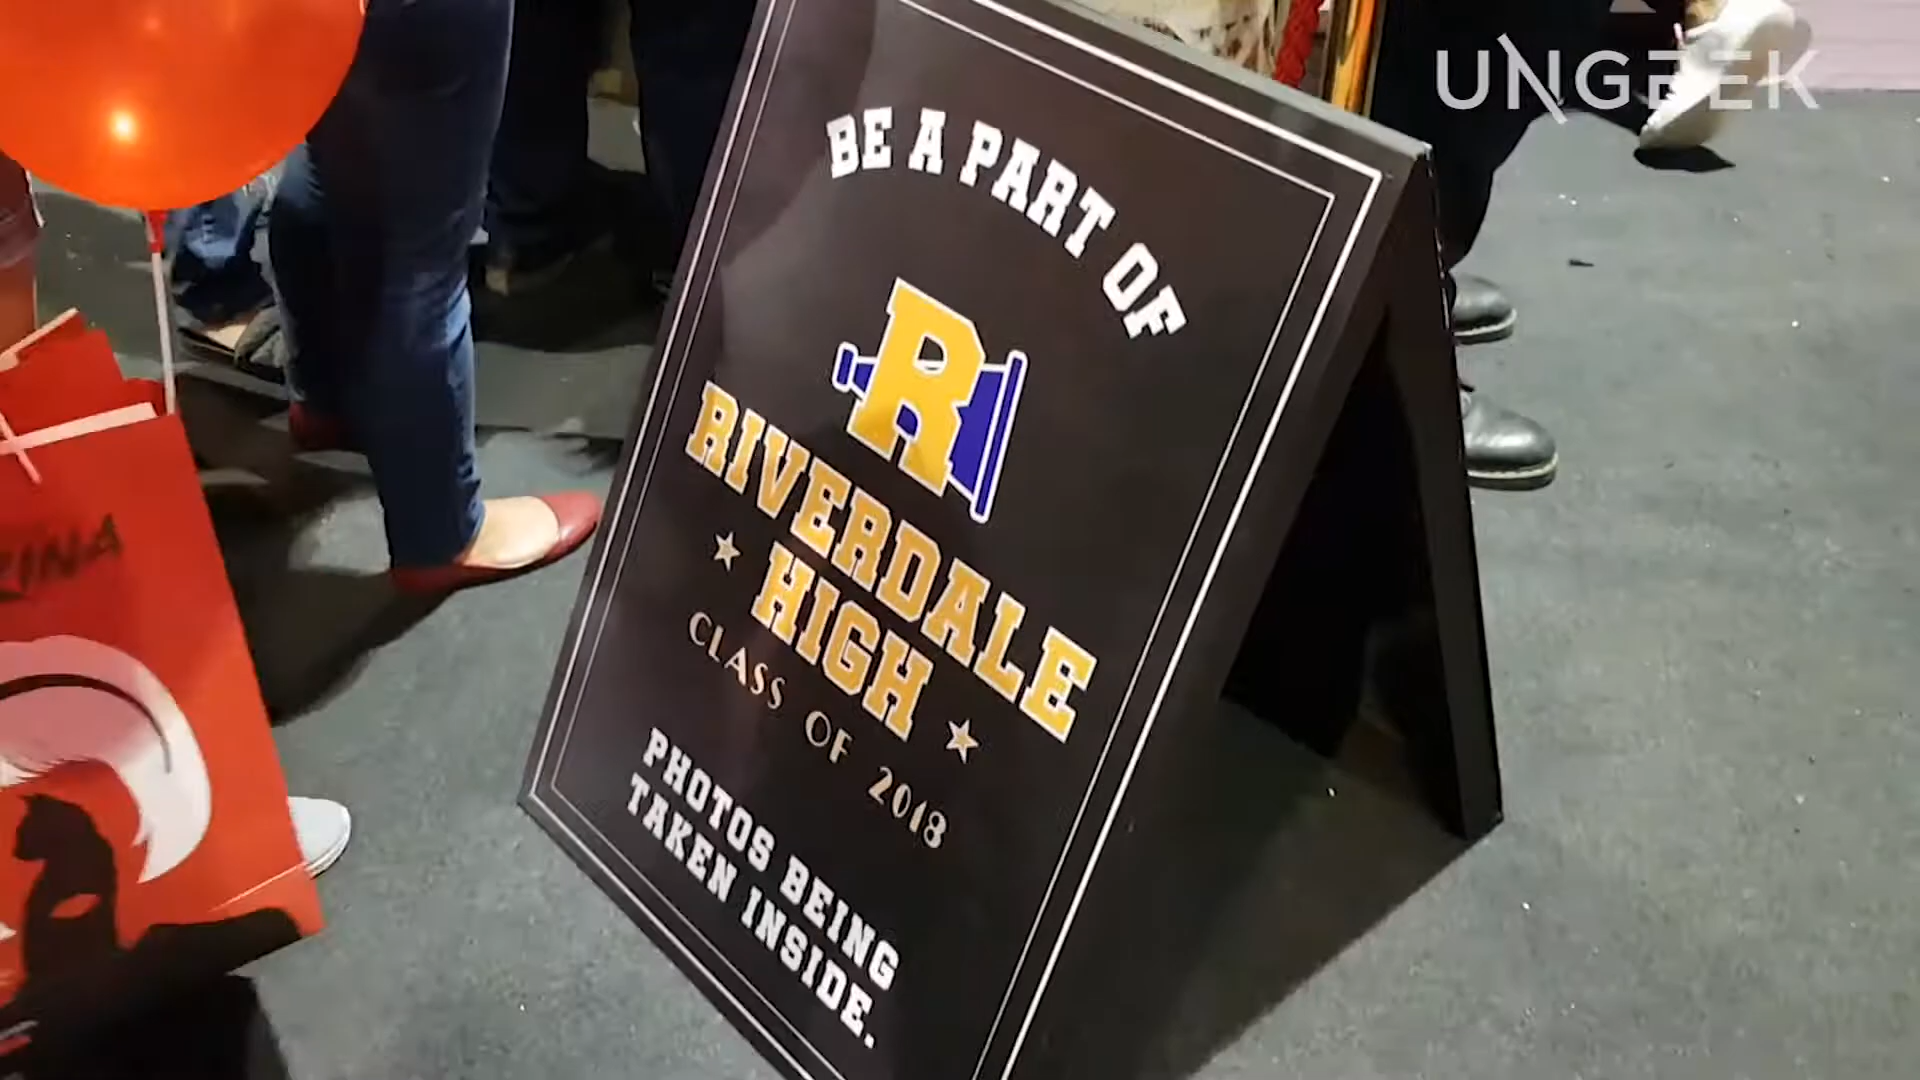 UNGEEK
BE A PART OF
R
RIVERDALE
HIGH
CLASS OF 2018
PHOTOS BEING
TAKEN INSIDE.